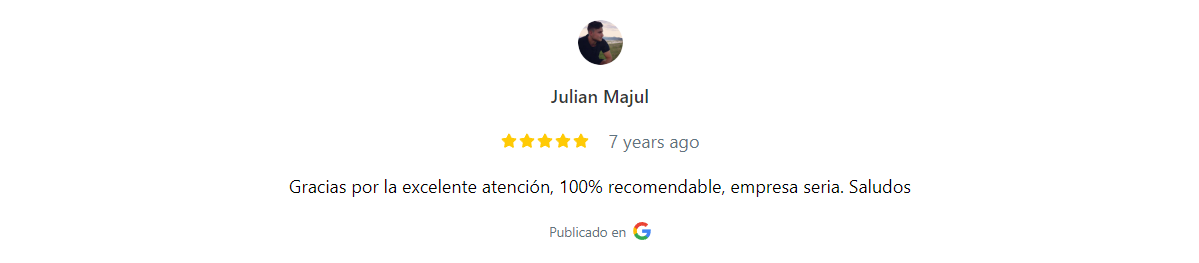 Julian Majul
7 years ago
Gracias por la excelente atención, 100% recomendable, empresa seria. Saludos
Publicado en